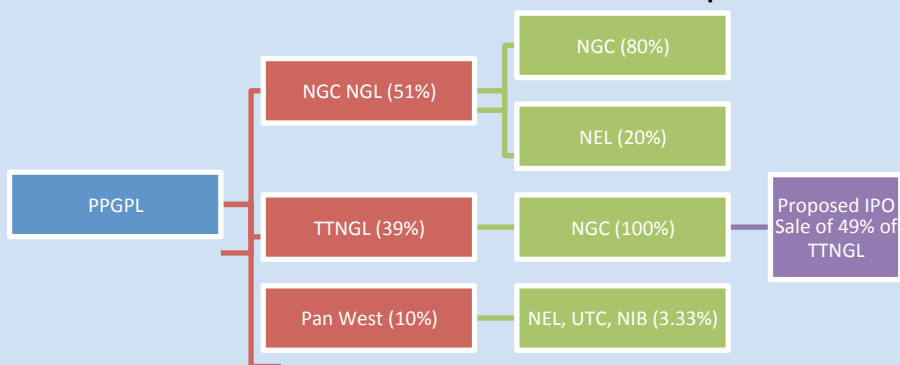 PPGPL
NGC NGL (51%)
TTNGL (39%)
Pan West (10%)
NGC (80%)
NEL (20%)
NGC (100%)
NEL, UTC, NIB (3.33%)
Proposed IPO
Sale of 49% of
TTNGL